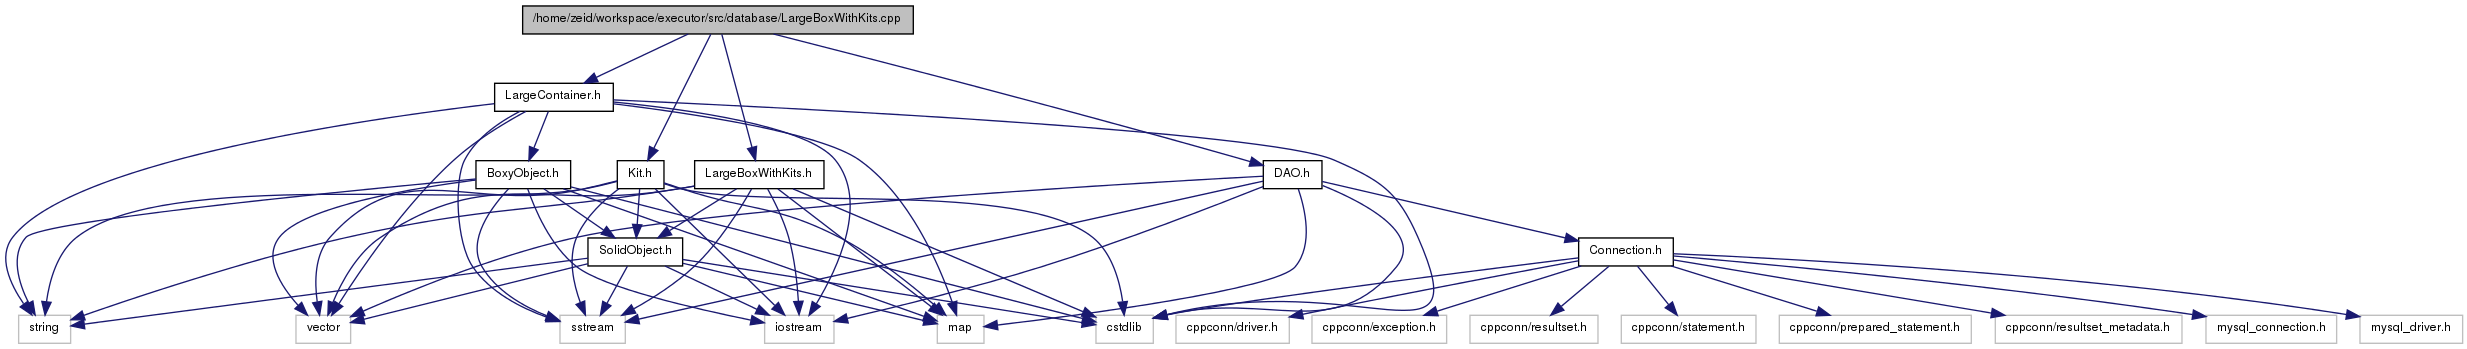 /home/zeid/workspace/executor/src/database/LargeBoxWithKits.cpp
LargeContainer.h
BoxyObject.h
Kit.h
LargeBoxWithKits.h
DAO.h
SolidObject.h
Connection.h
string
vector
sstream
iostream
map
cstdlib
cppconn/driver.h
cppconn/exception.h
cppconn/resultset.h
cppconn/statement.h
cppconn/prepared_statement.h
cppconn/resultset_metadata.h
mysql_connection.h
mysql_driver.h